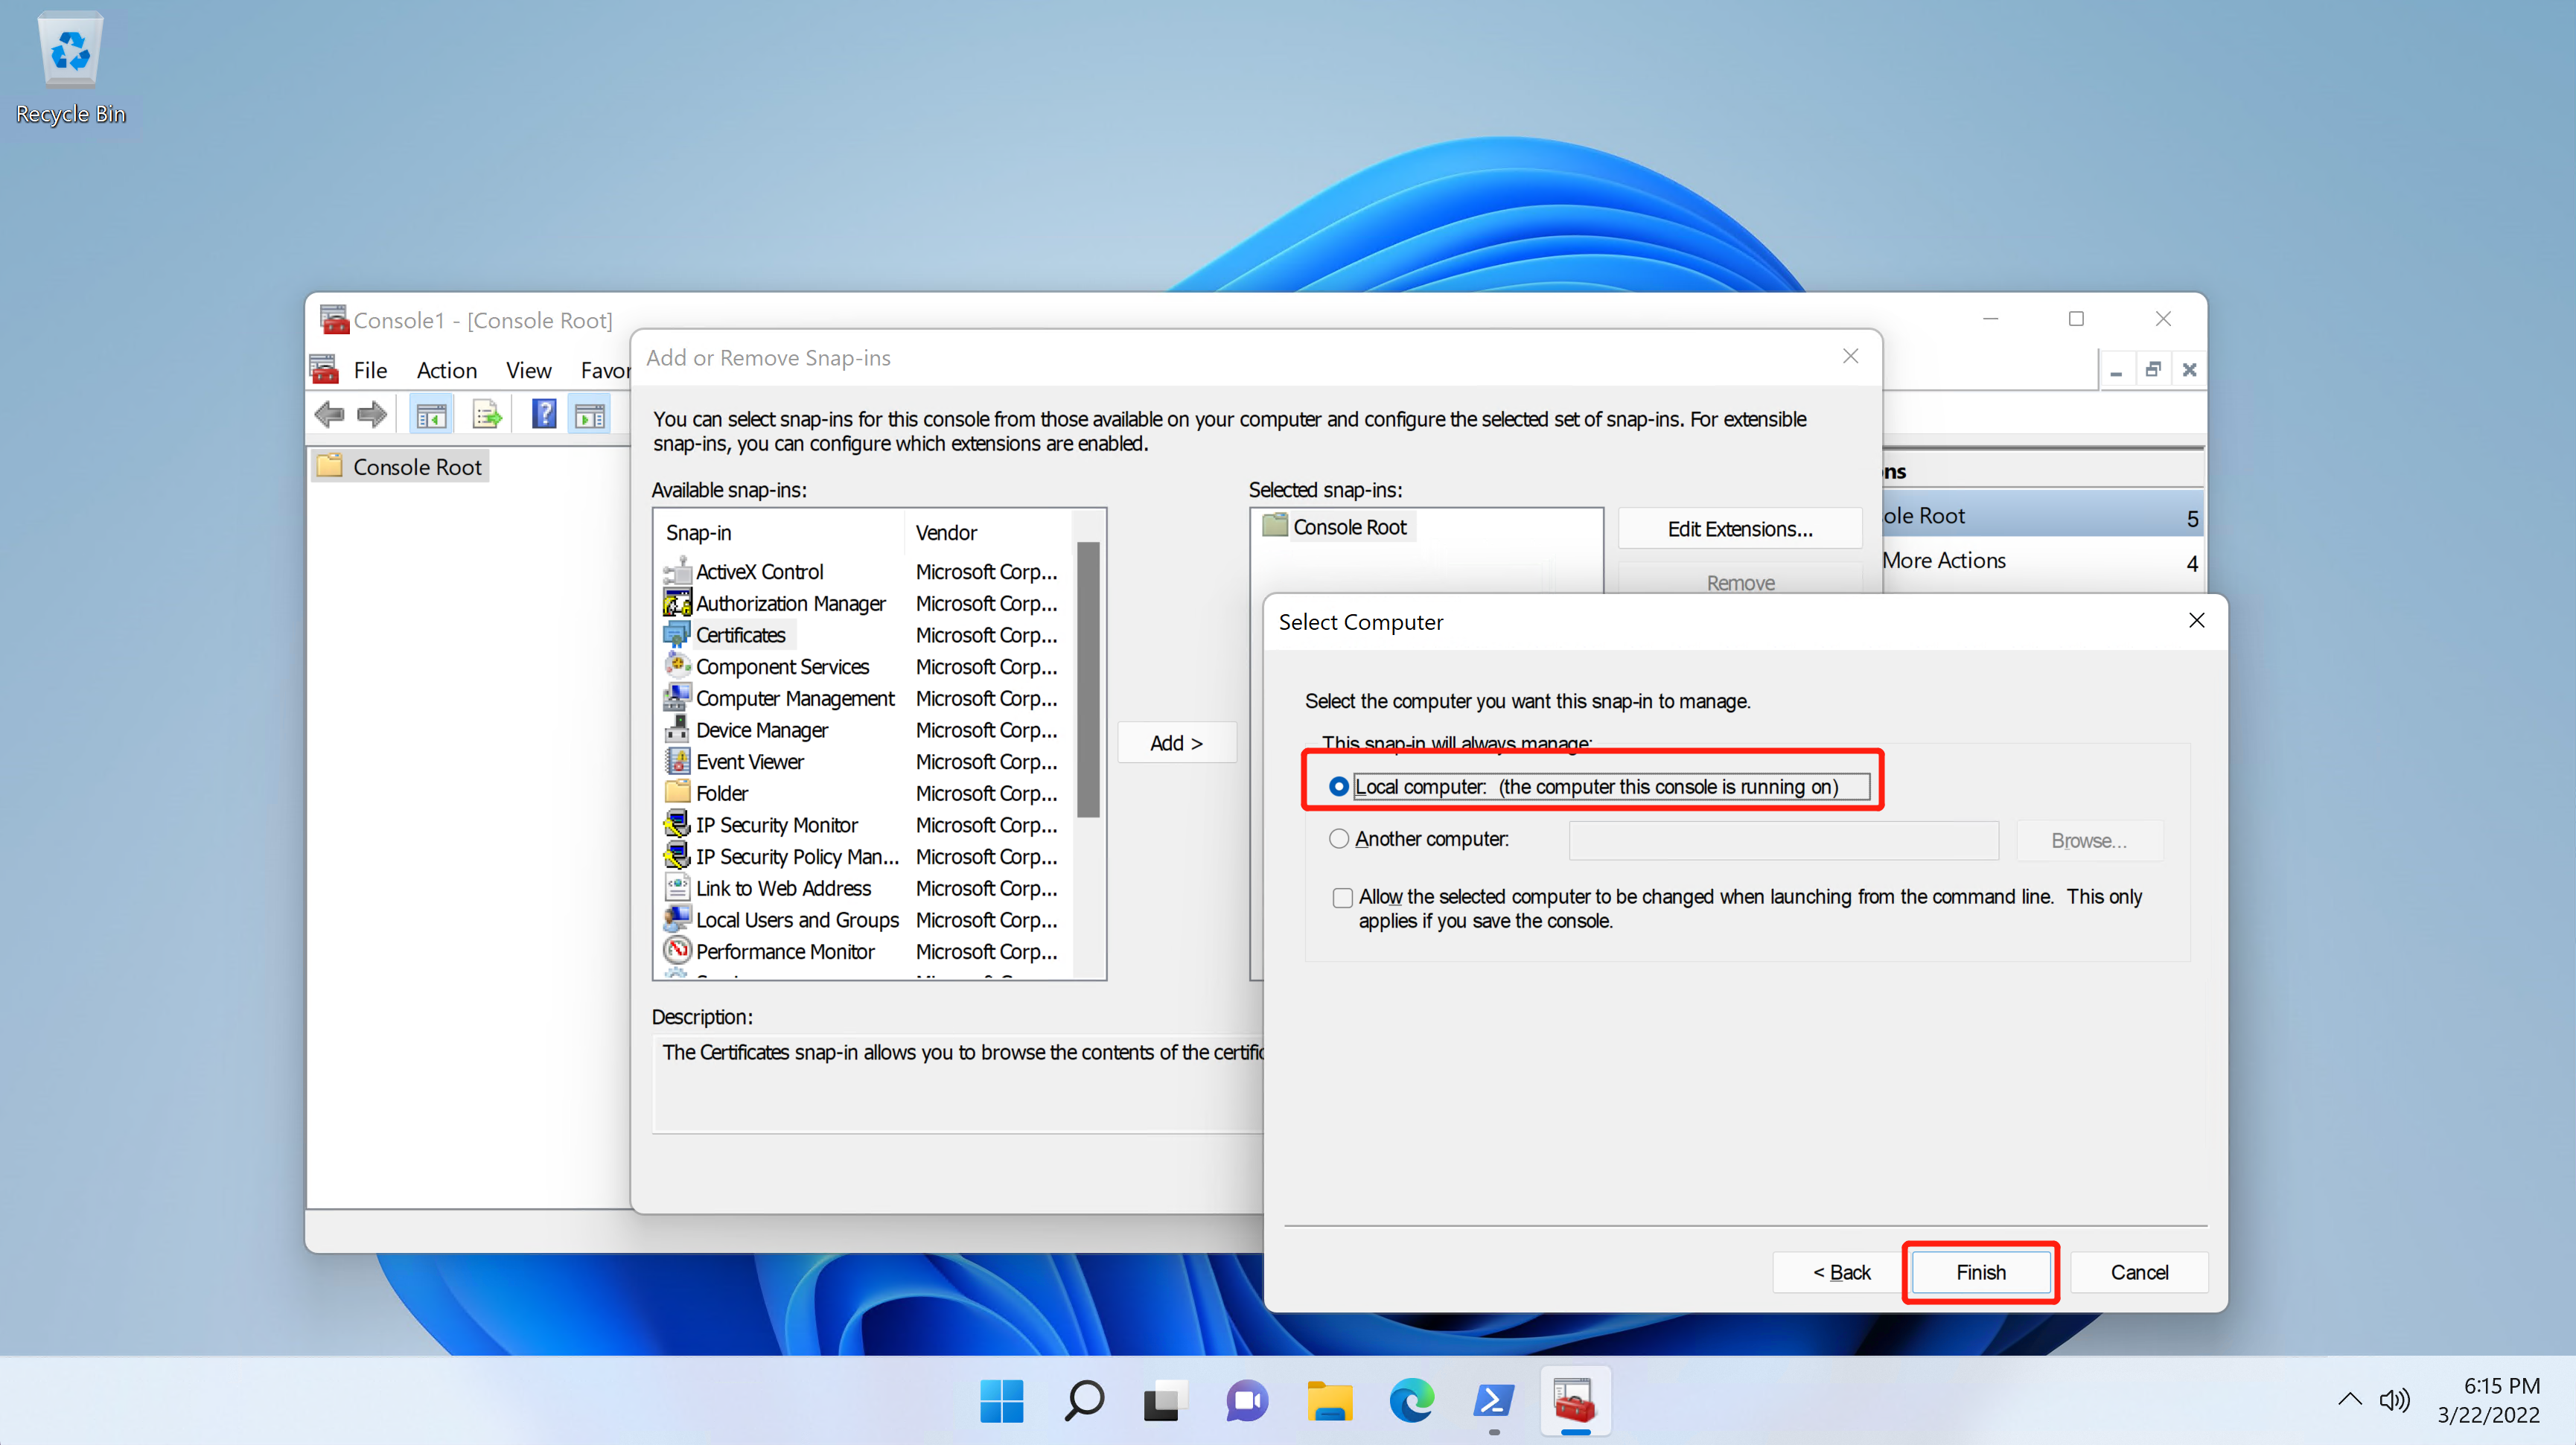 Recycle Bin
Console1 - [Console Root]
File Action View Favor
Add or Remove Snap-ins
You can select snap-ins for this console from those available on your computer and configure the selected set of snap-ins. For extensible
snap-ins, you can configure which extensions are enabled.
Console Root
Available snap-ins:
Snap-in Vendor
ActiveX Control Microsoft Corp...
Authorization Manager Microsoft Corp...
Certificates Microsoft Corp...
Component Services Microsoft Corp...
Computer Management Microsoft Corp...
Device Manager Microsoft Corp...
Event Viewer Microsoft Corp...
Folder Microsoft Corp...
IP Security Monitor Microsoft Corp...
IP Security Policy Man... Microsoft Corp...
Link to Web Address Microsoft Corp...
Local Users and Groups Microsoft Corp...
Performance Monitor Microsoft Corp...
Add >
Selected snap-ins:
Console Root
Edit Extensions...
Remove
ns
ole Root 5
More Actions 4
Description:
The Certificates snap-in allows you to browse the contents of the certific
Select Computer
Select the computer you want this snap-in to manage.
This snap-in will always manage:
Local computer: (the computer this console is running on)
Another computer:
Browse...
Allow the selected computer to be changed when launching from the command line. This only
applies if you save the console.
< Back Finish Cancel
6:15 PM
3/22/2022